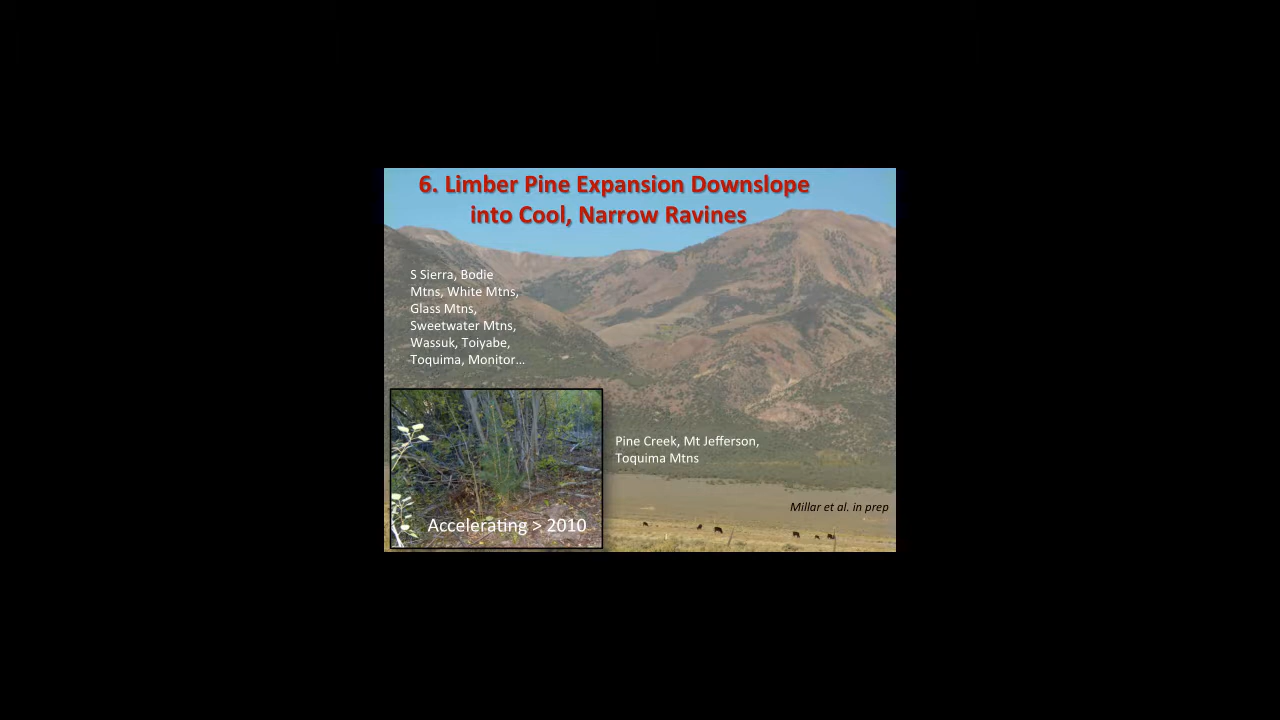 6. Limber Pine Expansion Downslope
into Cool, Narrow Ravines
S Sierra, Bodie
Mtns, White Mtns,
Glass Mtns,
Sweetwater Mtns,
Wassuk, Toiyabe,
Toquima, Monitor...
Pine Creek, Mt Jefferson,
Toquima Mtns
Millar et al. in prep
Accelerating > 2010